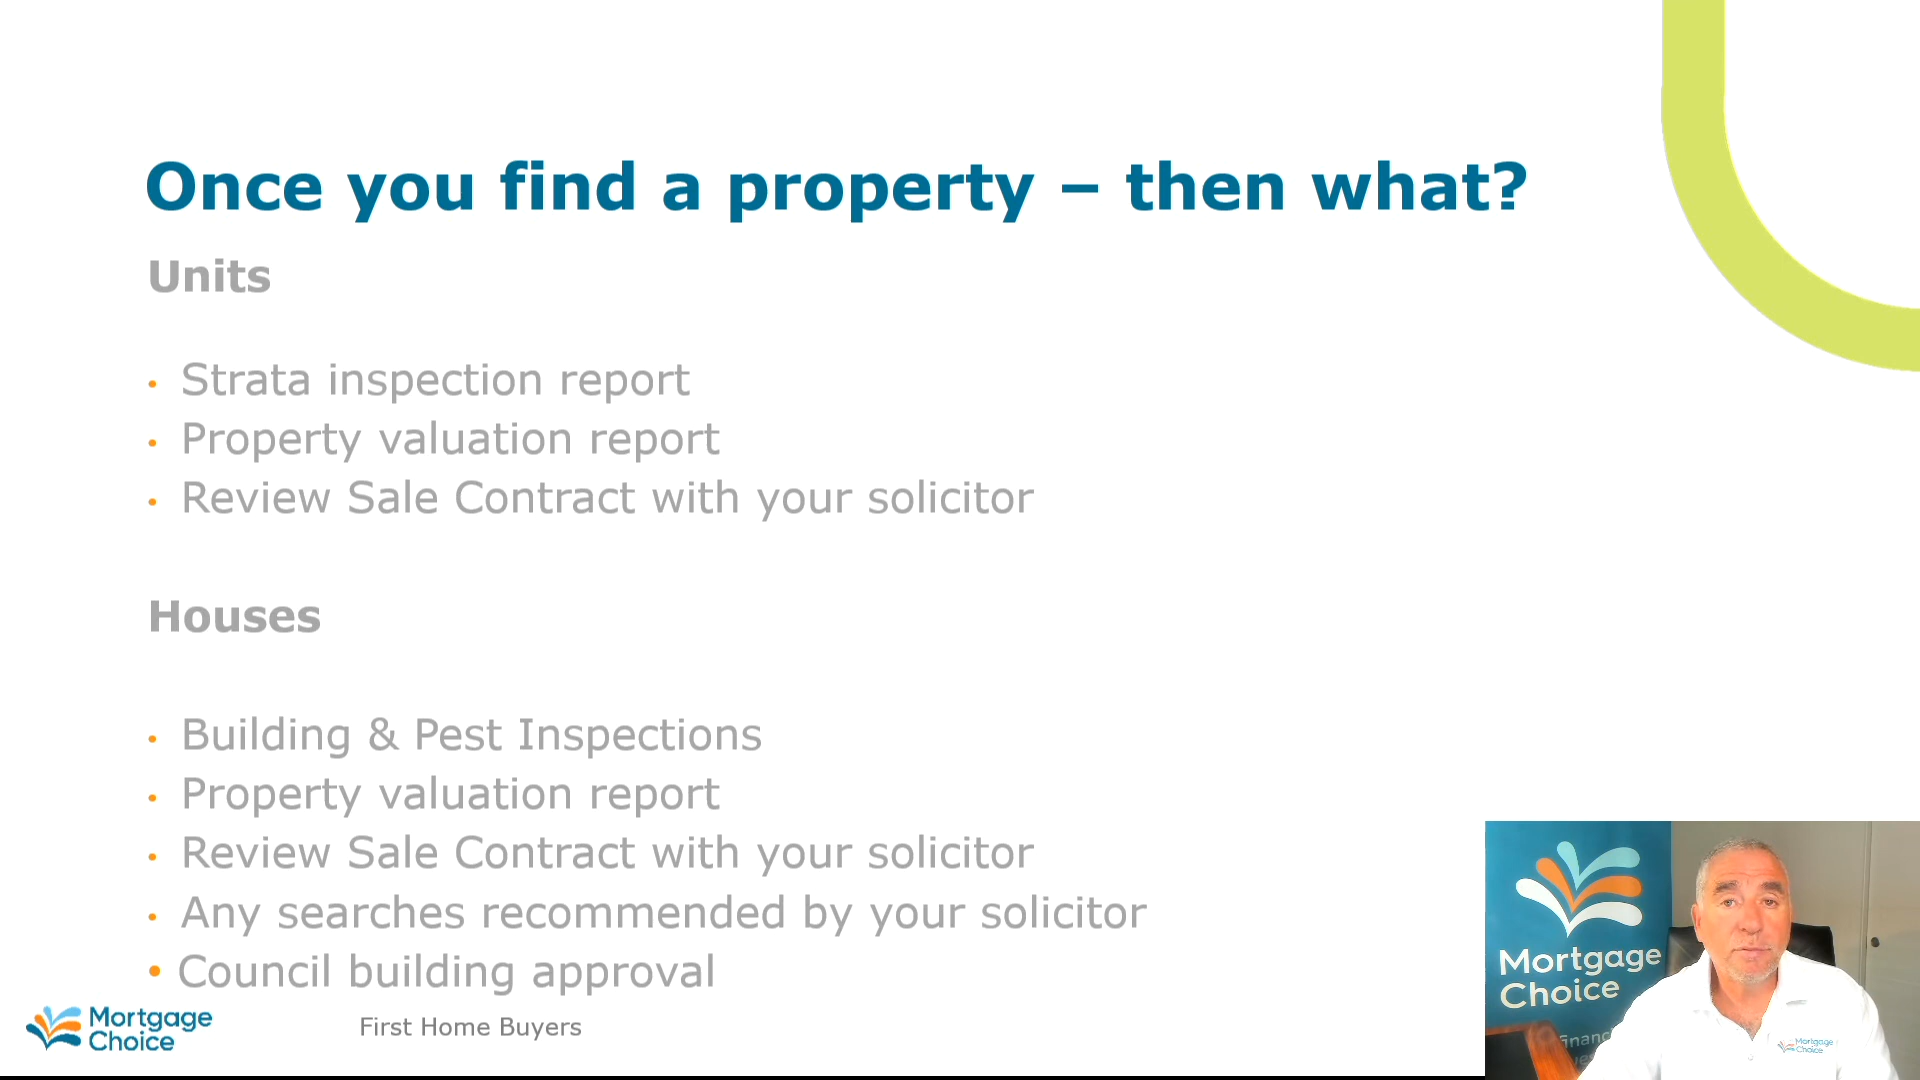 Once you find a property – then what?
Units
• Strata inspection report
• Property valuation report
• Review Sale Contract with your solicitor
Houses
• Building & Pest Inspections
• Property valuation report
• Review Sale Contract with your solicitor
• Any searches recommended by your solicitor
• Council building approval
Mortgage
Choice
First Home Buyers
Mortgage
Choice
Mortgage
Choice